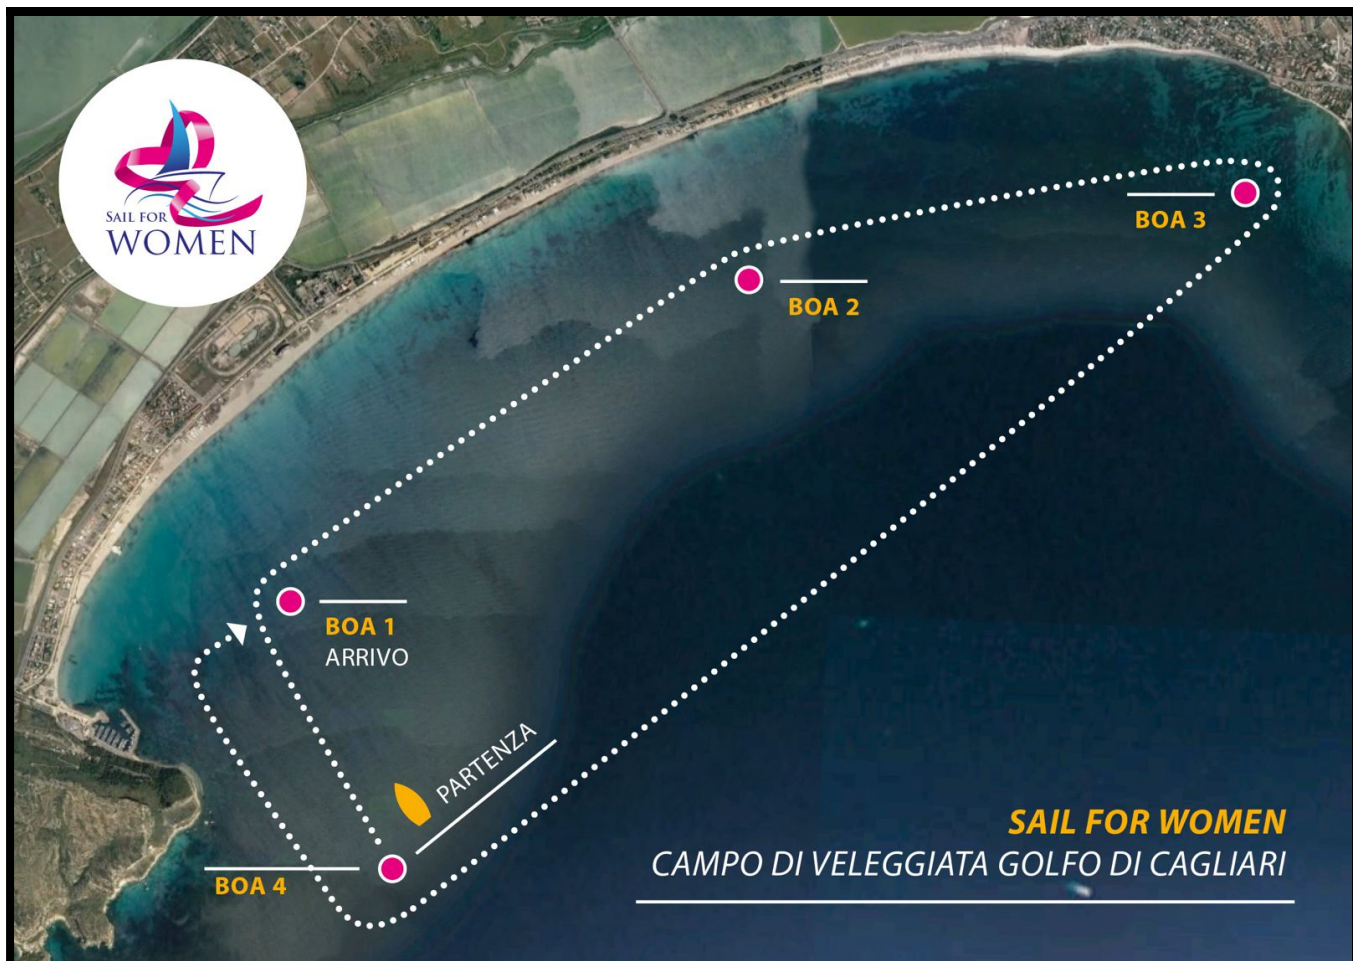 SAIL FOR
WOMEN
BOA 3
BOA 2
BOA 1
ARRIVO
PARTENZA
BOA 4
SAIL FOR WOMEN
CAMPO DI VELEGGIATA GOLFO DI CAGLIARI